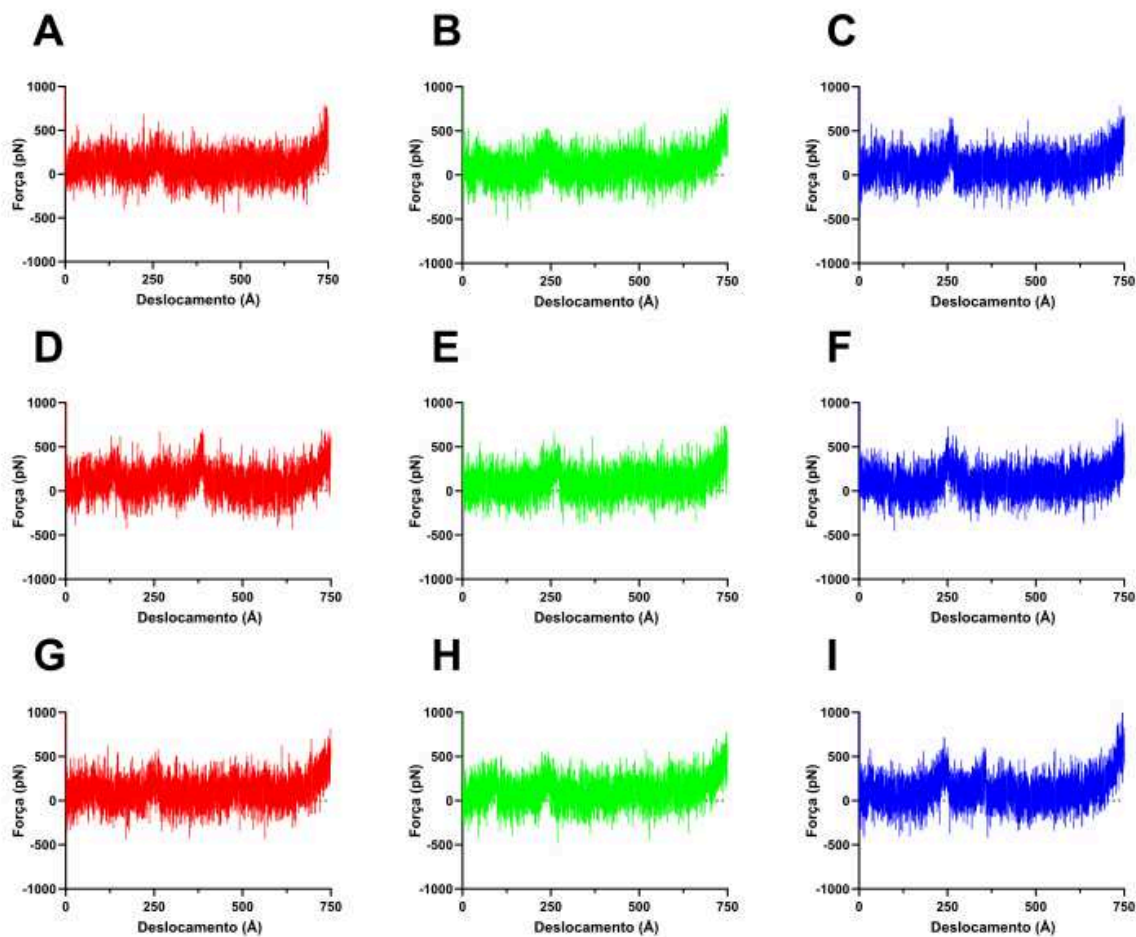 A B C
1000 1000 1000
500 500 500
0 0 0
-500 -500 -500
-1000 -1000 -1000
0 250 500 750 0 250 500 750 0 250 500 750
Força (pN) Força (pN) Força (pN)
Deslocamento (Å) Deslocamento (Å) Deslocamento (Å)
D E F
1000 1000 1000
500 500 500
0 0 0
-500 -500 -500
-1000 -1000 -1000
0 250 500 750 0 250 500 750 0 250 500 750
Força (pN) Força (pN) Força (pN)
Deslocamento (Å) Deslocamento (Å) Deslocamento (Å)
G H I
1000 1000 1000
500 500 500
0 0 0
-500 -500 -500
-1000 -1000 -1000
0 250 500 750 0 250 500 750 0 250 500 750
Força (pN) Força (pN) Força (pN)
Deslocamento (Å) Deslocamento (Å) Deslocamento (Å)